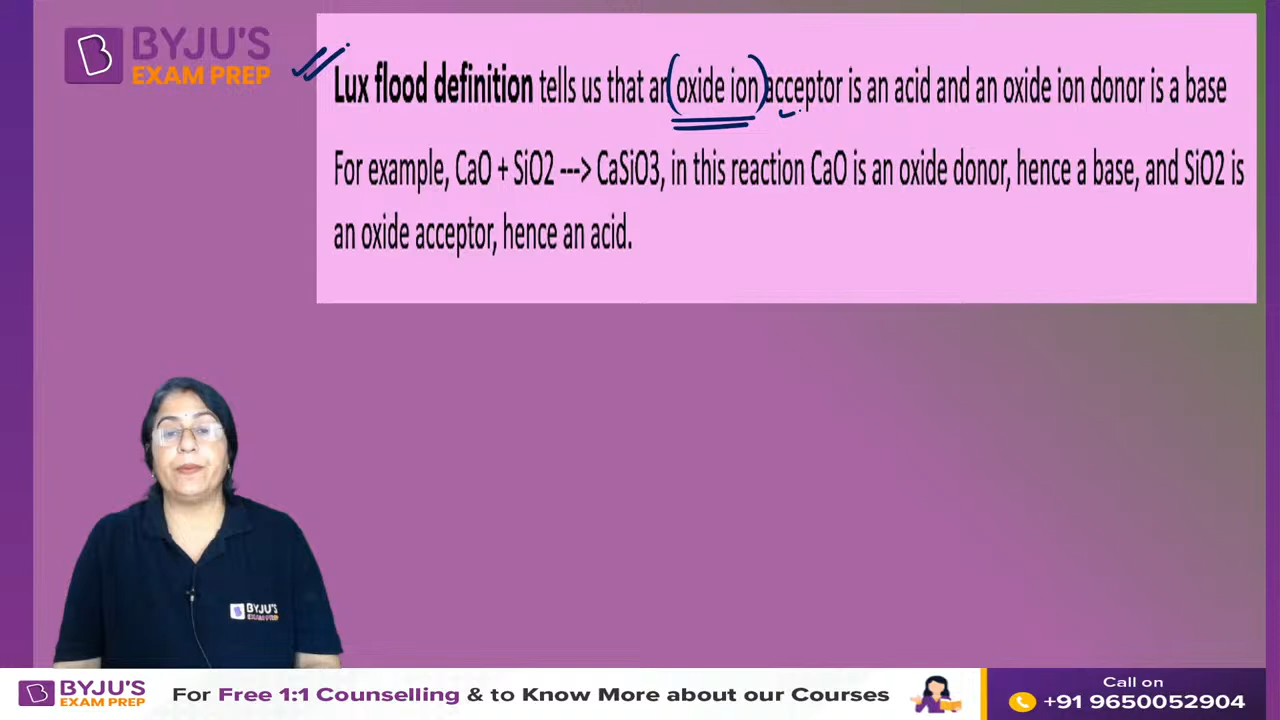 BYJU'S
EXAM PREP
Lux flood definition tells us that an oxide ion acceptor is an acid and an oxide ion donor is a base
For example, CaO + SiO2 ---> CaSiO3, in this reaction CaO is an oxide donor, hence a base, and SiO2 is
an oxide acceptor, hence an acid.
BYJU'S
EXAM PREP
BYJU'S
EXAM PREP
For Free 1:1 Counselling & to Know More about our Courses
Call on
+91 9650052904